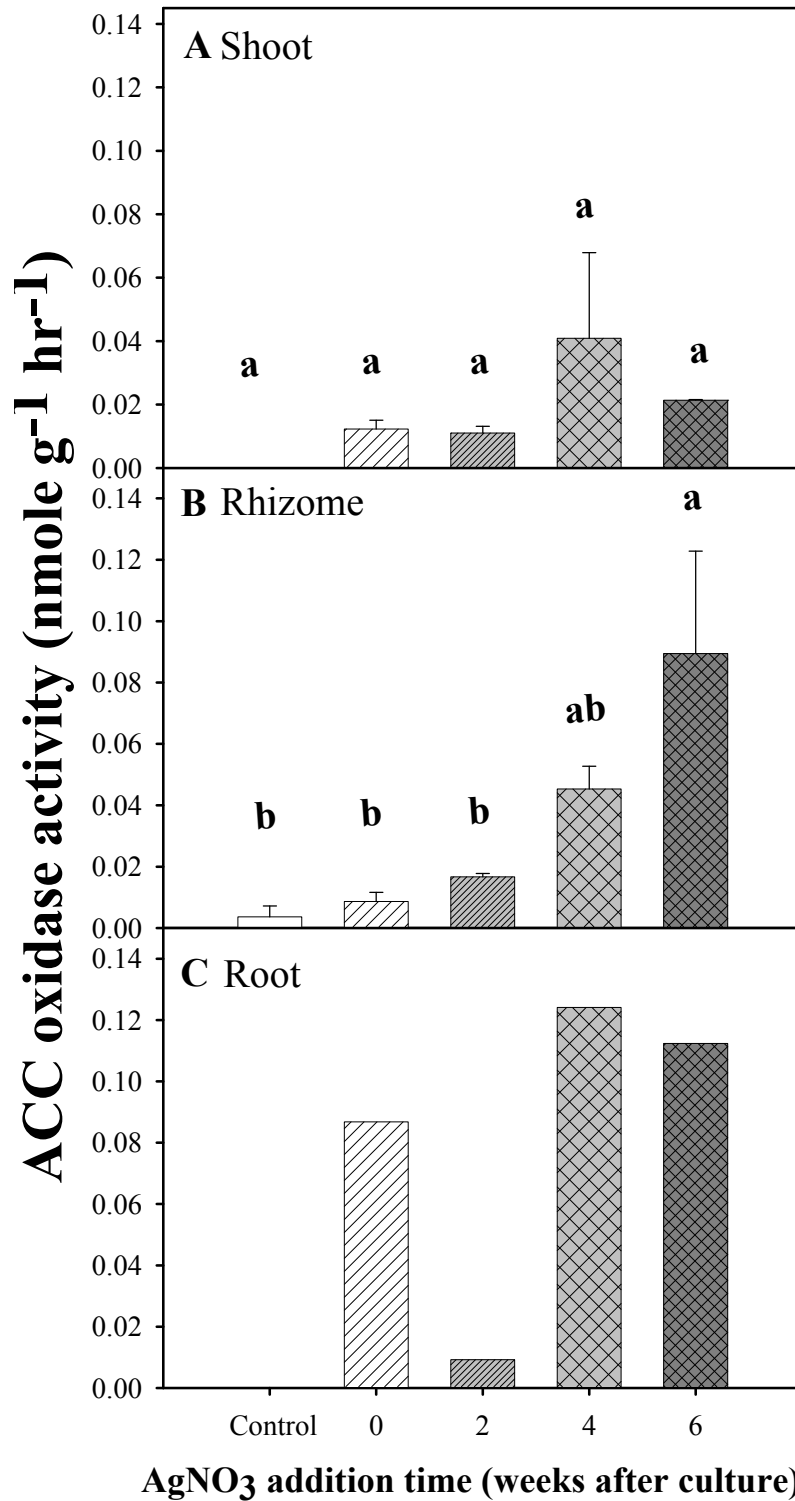 ACC oxidase activity (nmole g⁻¹ hr⁻¹)
A Shoot
0.14
0.12
0.10
0.08
0.06
0.04
0.02
0.00
a
a
a
a
a
B Rhizome
0.14
0.12
0.10
0.08
0.06
0.04
0.02
0.00
b
b
b
ab
a
C Root
0.14
0.12
0.10
0.08
0.06
0.04
0.02
0.00
Control 0 2 4 6
AgNO₃ addition time (weeks after culture)